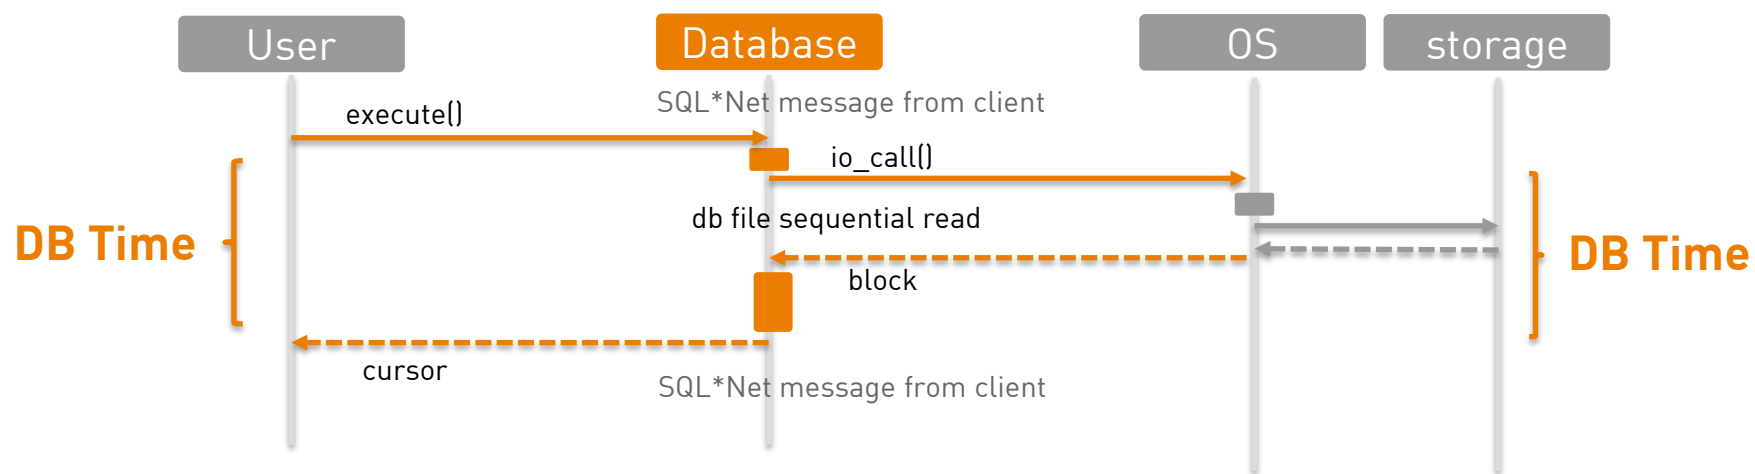 User
Database
OS
storage
SQL*Net message from client
execute()
io_call()
db file sequential read
DB Time
DB Time
block
cursor
SQL*Net message from client